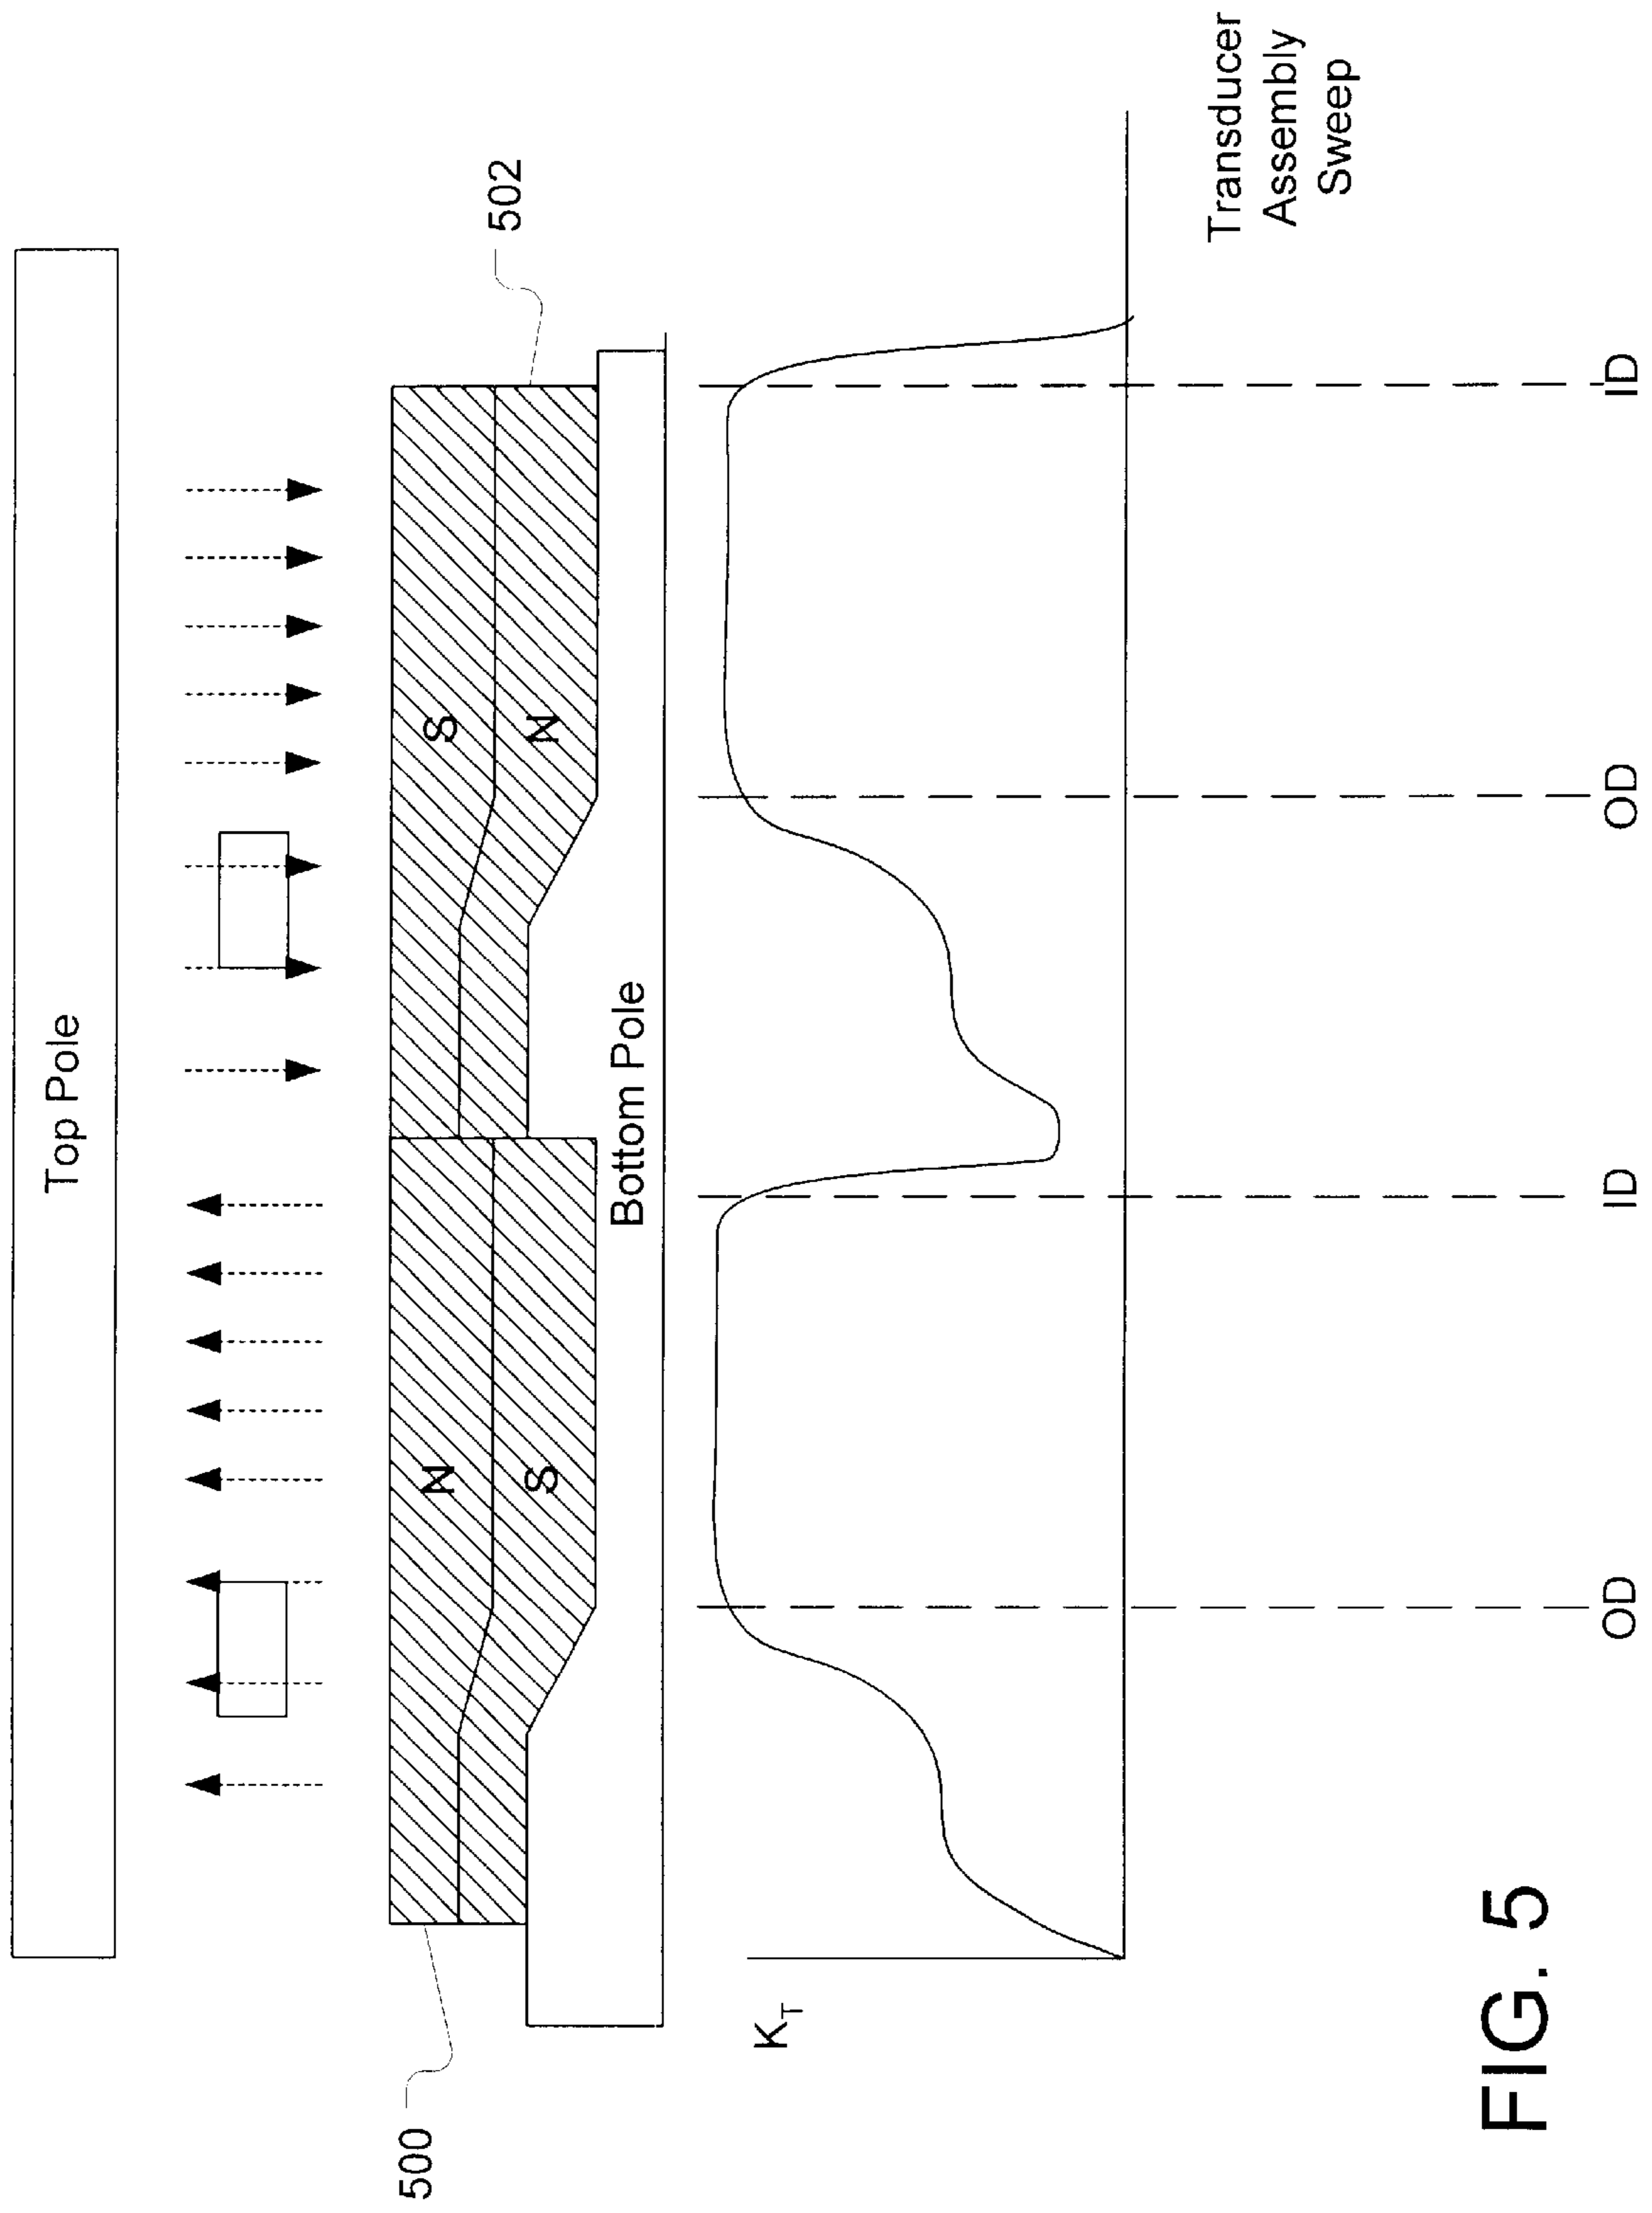 Top Pole
502
S
N
N
S
Bottom Pole
500
K_T
Transducer
Assembly
Sweep
OD
ID
OD
ID
FIG. 5